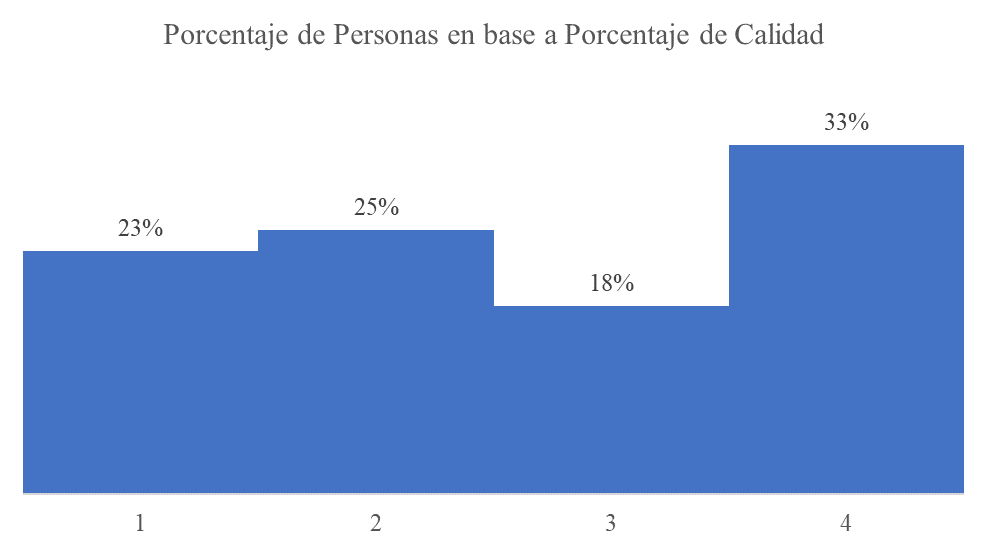 Porcentaje de Personas en base a Porcentaje de Calidad
33%
25%
23%
18%
1 2 3 4